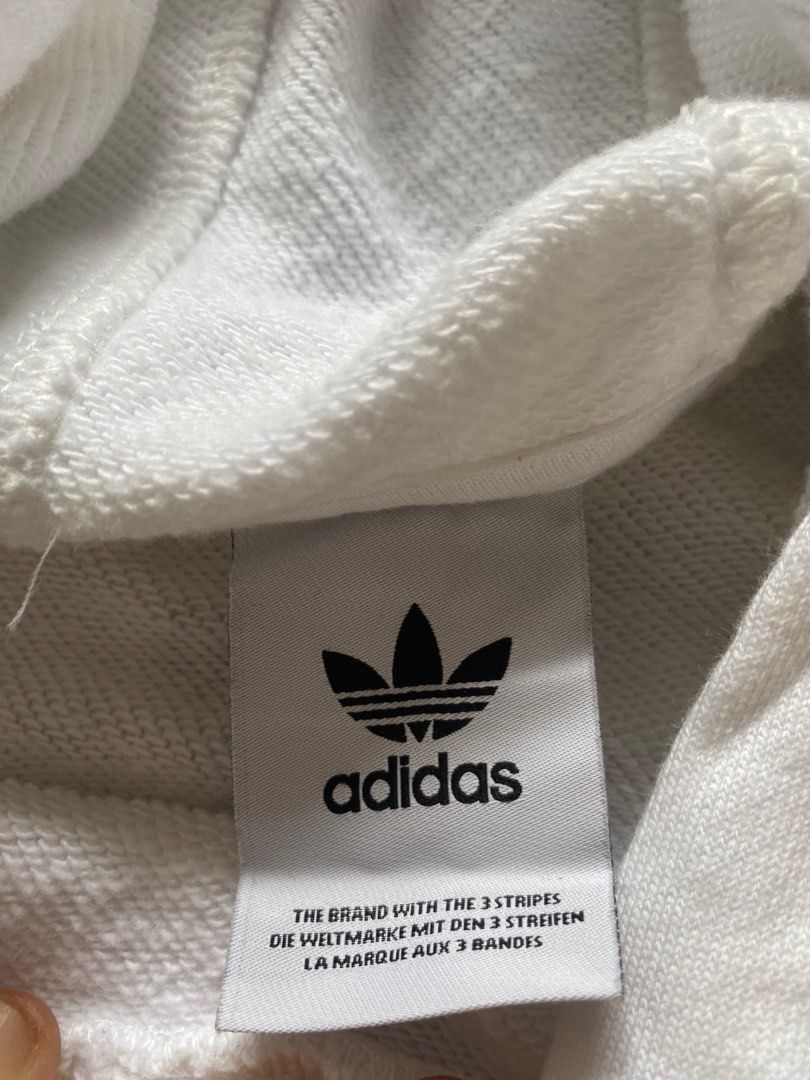 adidas
THE BRAND WITH THE 3 STRIPES
DIE WELTMARKE MIT DEN 3 STREIFEN
LA MARQUE AUX 3 BANDES